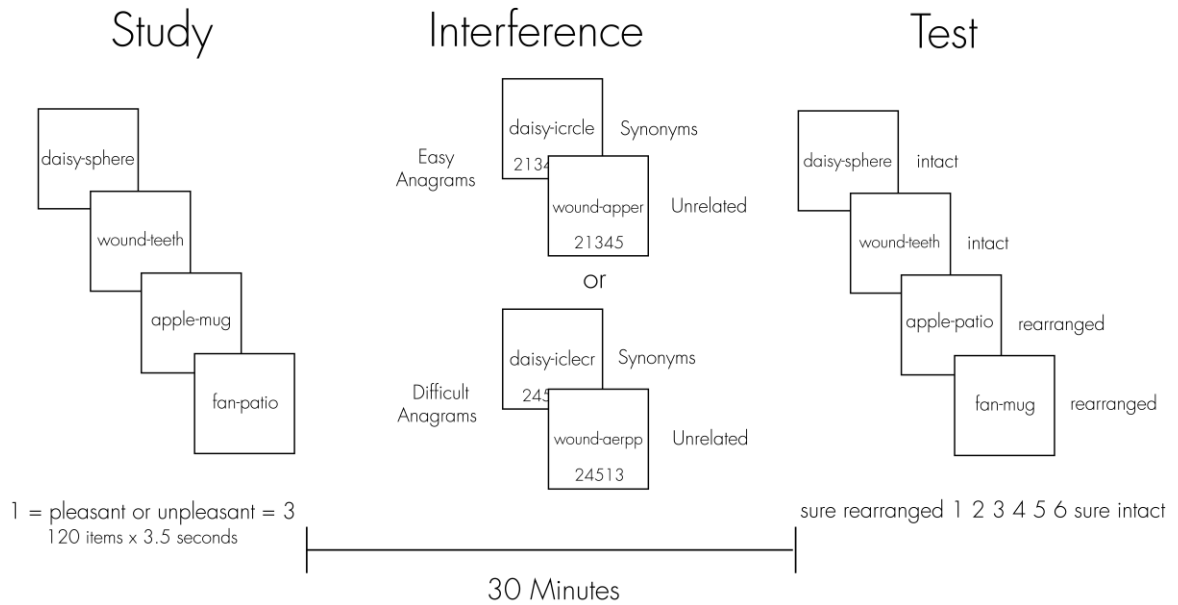 Study
Interference
Test
daisy-sphere
wound-teeth
apple-mug
fan-patio
1 = pleasant or unpleasant = 3
120 items x 3.5 seconds
Easy
Anagrams
daisy-icrcle
2134
Synonyms
wound-apper
21345
Unrelated
or
Difficult
Anagrams
daisy-iclecr
245
Synonyms
wound-aerpp
24513
Unrelated
30 Minutes
daisy-sphere
intact
wound-teeth
intact
apple-patio
rearranged
fan-mug
rearranged
sure rearranged 1 2 3 4 5 6 sure intact